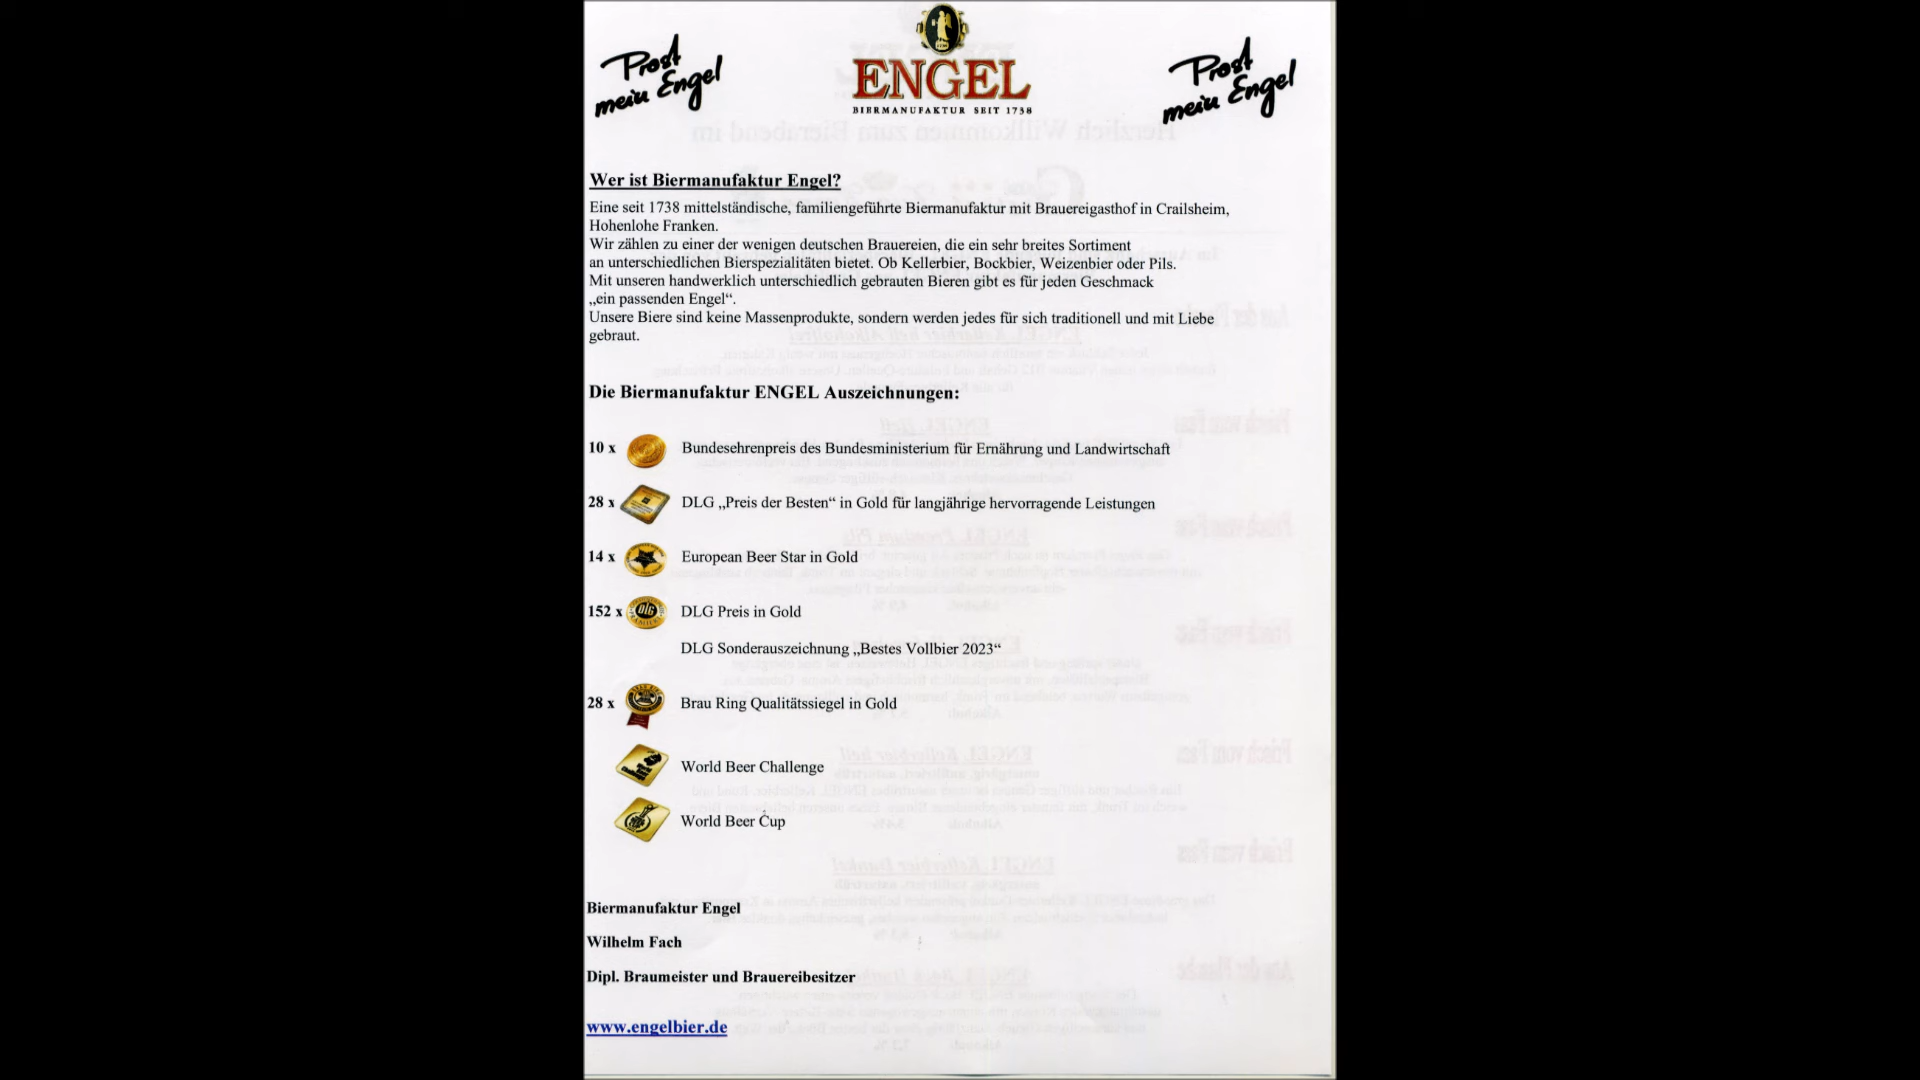 Prost mein Engel
ENGEL
BIERMANUFAKTUR SEIT 1738
Prost mein Engel
Wer ist Biermanufaktur Engel?
Eine seit 1738 mittelständische, familiengeführte Biermanufaktur mit Brauereigasthof in Crailsheim,
Hohenlohe Franken.
Wir zählen zu einer der wenigen deutschen Brauereien, die ein sehr breites Sortiment
an unterschiedlichen Bierspezialitäten bietet. Ob Kellerbier, Bockbier, Weizenbier oder Pils.
Mit unseren handwerklich unterschiedlich gebrauten Bieren gibt es für jeden Geschmack
„ein passenden Engel“.
Unsere Biere sind keine Massenprodukte, sondern werden jedes für sich traditionell und mit Liebe
gebraut.
Die Biermanufaktur ENGEL Auszeichnungen:
10 x Bundesehrenpreis des Bundesministerium für Ernährung und Landwirtschaft
28 x DLG „Preis der Besten“ in Gold für langjährige hervorragende Leistungen
14 x European Beer Star in Gold
152 x DLG DLG Preis in Gold
DLG Sonderauszeichnung „Bestes Vollbier 2023“
28 x Brau Ring Qualitätssiegel in Gold
World Beer Challenge
World Beer Cup
Biermanufaktur Engel
Wilhelm Fach
Dipl. Braumeister und Brauereibesitzer
www.engelbier.de